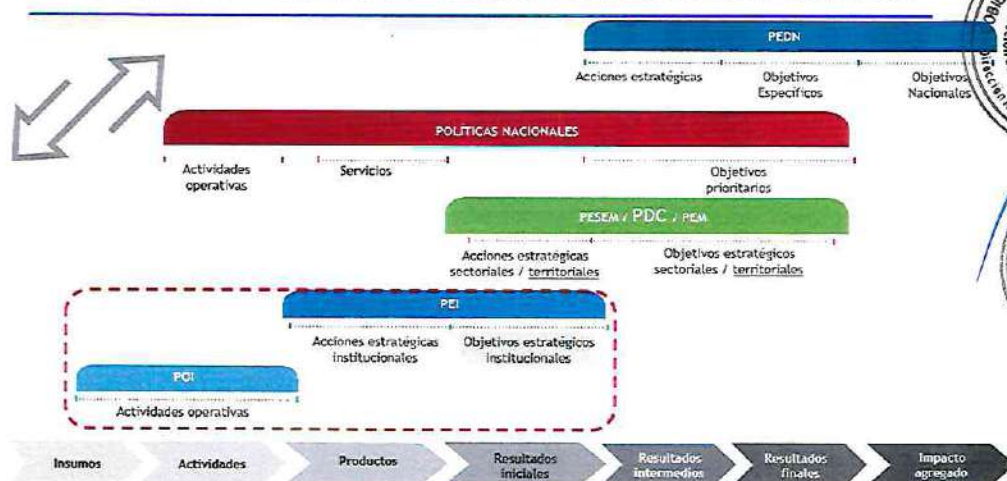 PEDN
Acciones estratégicas
Objetivos
Específicos
Objetivos
Nacionales
POLÍTICAS NACIONALES
Actividades
operativas
Servicios
Objetivos
prioritarios
PESEM / PDC / PEM
Acciones estratégicas
sectoriales / territoriales
Objetivos estratégicos
sectoriales / territoriales
PEI
Acciones estratégicas
institucionales
Objetivos estratégicos
institucionales
POI
Actividades operativas
Insumos
Actividades
Productos
Resultados
iniciales
Resultados
intermedios
Resultados
finales
Impacto
agregado